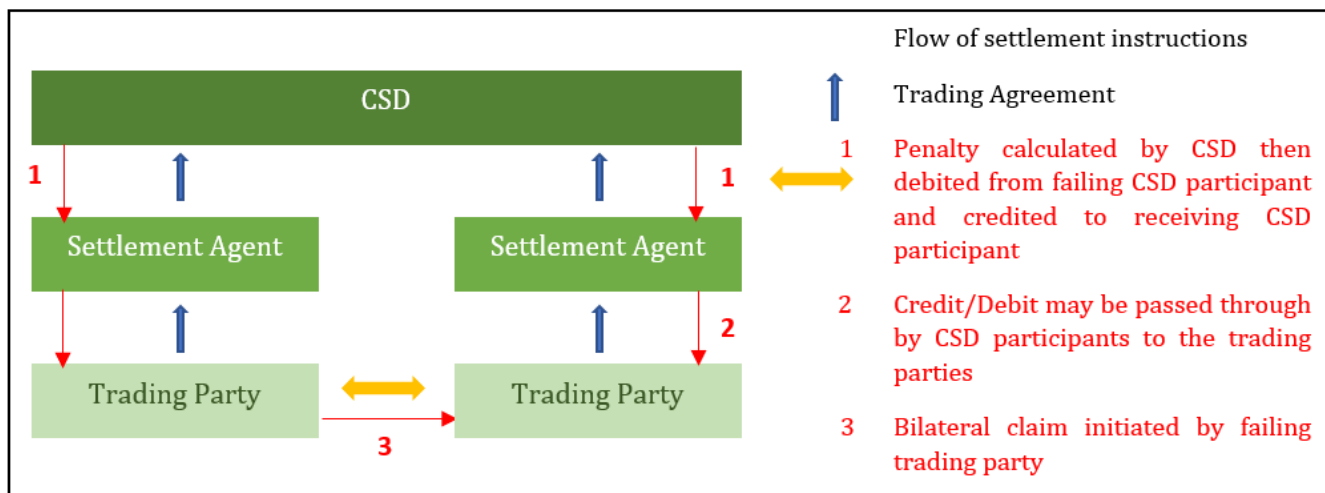 Flow of settlement instructions
CSD
Trading Agreement
1 1
1 Penalty calculated by CSD then
debited from failing CSD participant
and credited to receiving CSD
participant
Settlement Agent Settlement Agent
2
2 Credit/Debit may be passed through
by CSD participants to the trading
parties
Trading Party Trading Party
3
3 Bilateral claim initiated by failing
trading party